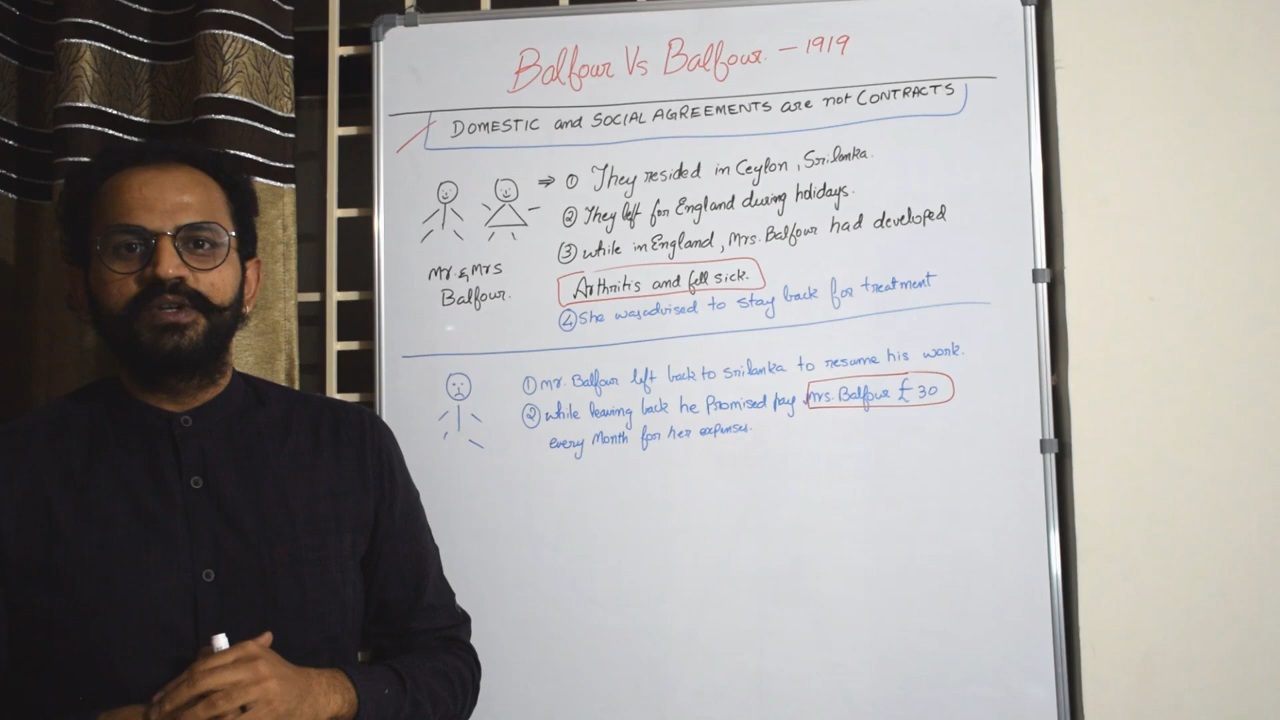 Balfour Vs Balfour. - 1919
DOMESTIC and SOCIAL AGREEMENTS are not CONTRACTS
⇒ ① They resided in Ceylon, Srilanka.
② They left for England during holidays.
③ while in England, Mrs. Balfour had developed
Arthritis and fell sick.
④ She was advised to stay back for treatment
Mr. & Mrs
Balfour.
① Mr. Balfour left back to Srilanka to resume his work.
② while leaving back he Promised pay Mrs. Balfour £ 30
every Month for her expenses.